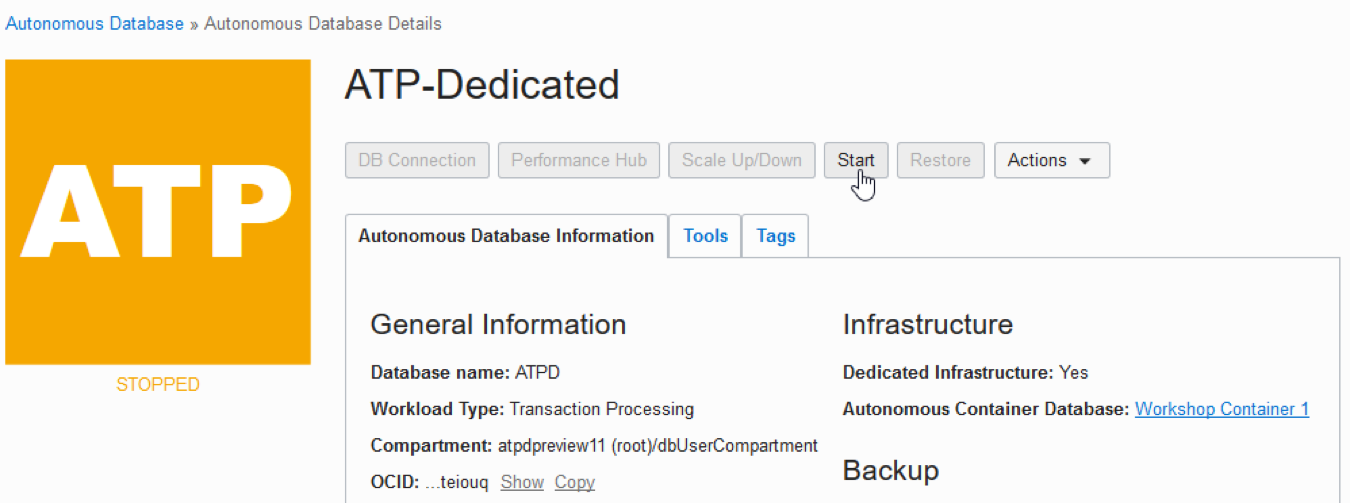 Autonomous Database » Autonomous Database Details
ATP
STOPPED
ATP-Dedicated
DB Connection Performance Hub Scale Up/Down Start Restore Actions
Autonomous Database Information Tools Tags
General Information
Database name: ATPD
Workload Type: Transaction Processing
Compartment: atpdpreview11 (root)/dbUserCompartment
OCID: ...teiouq Show Copy
Infrastructure
Dedicated Infrastructure: Yes
Autonomous Container Database: Workshop Container 1
Backup